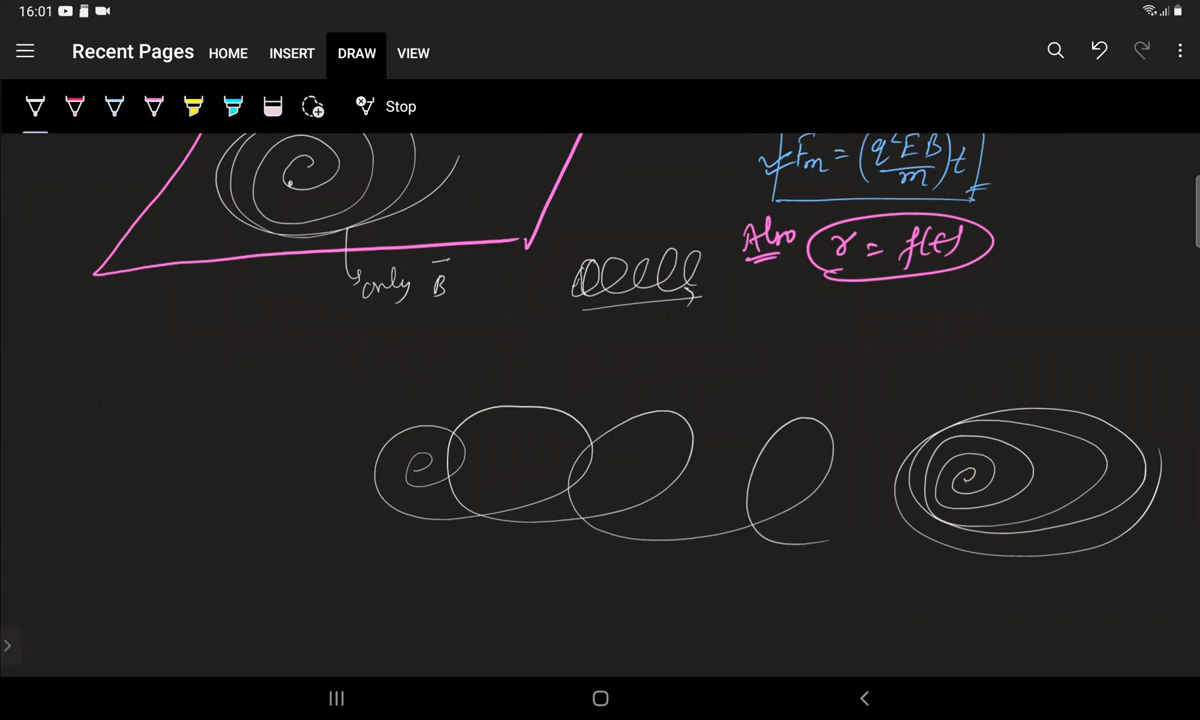 16:01
Recent Pages HOME INSERT DRAW VIEW
Stop
Fm = (q²EB/m)t
Also r = f(t)
only B̅